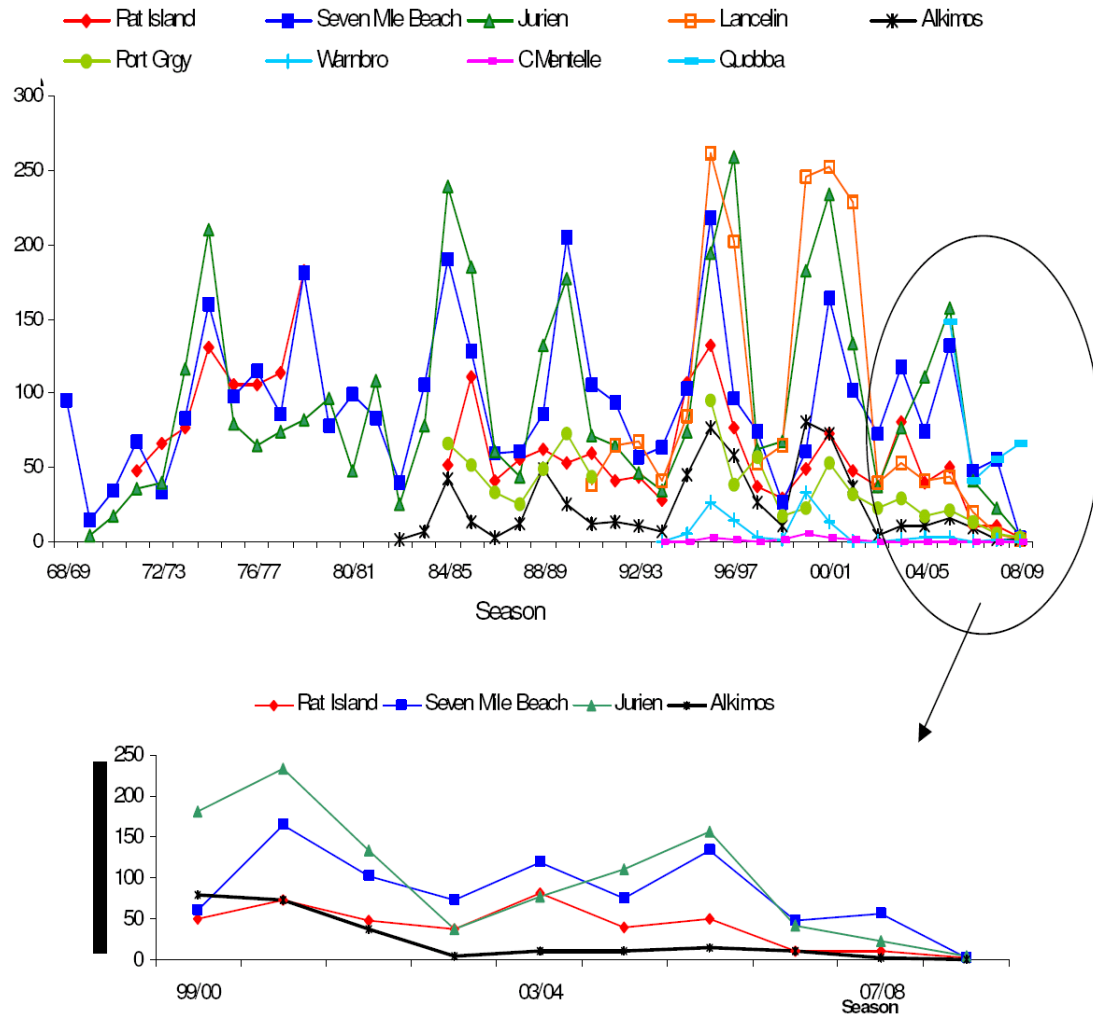 Rat Island Seven Mile Beach Jurien Lancelin Alkimos
Port Grgy Warnbro C Mentelle Quobba
300
250
200
150
100
50
0
68/69 72/73 76/77 80/81 84/85 88/89 92/93 96/97 00/01 04/05 08/09
Season
Rat Island Seven Mile Beach Jurien Alkimos
250
200
150
100
50
0
99/00 03/04 07/08
Season